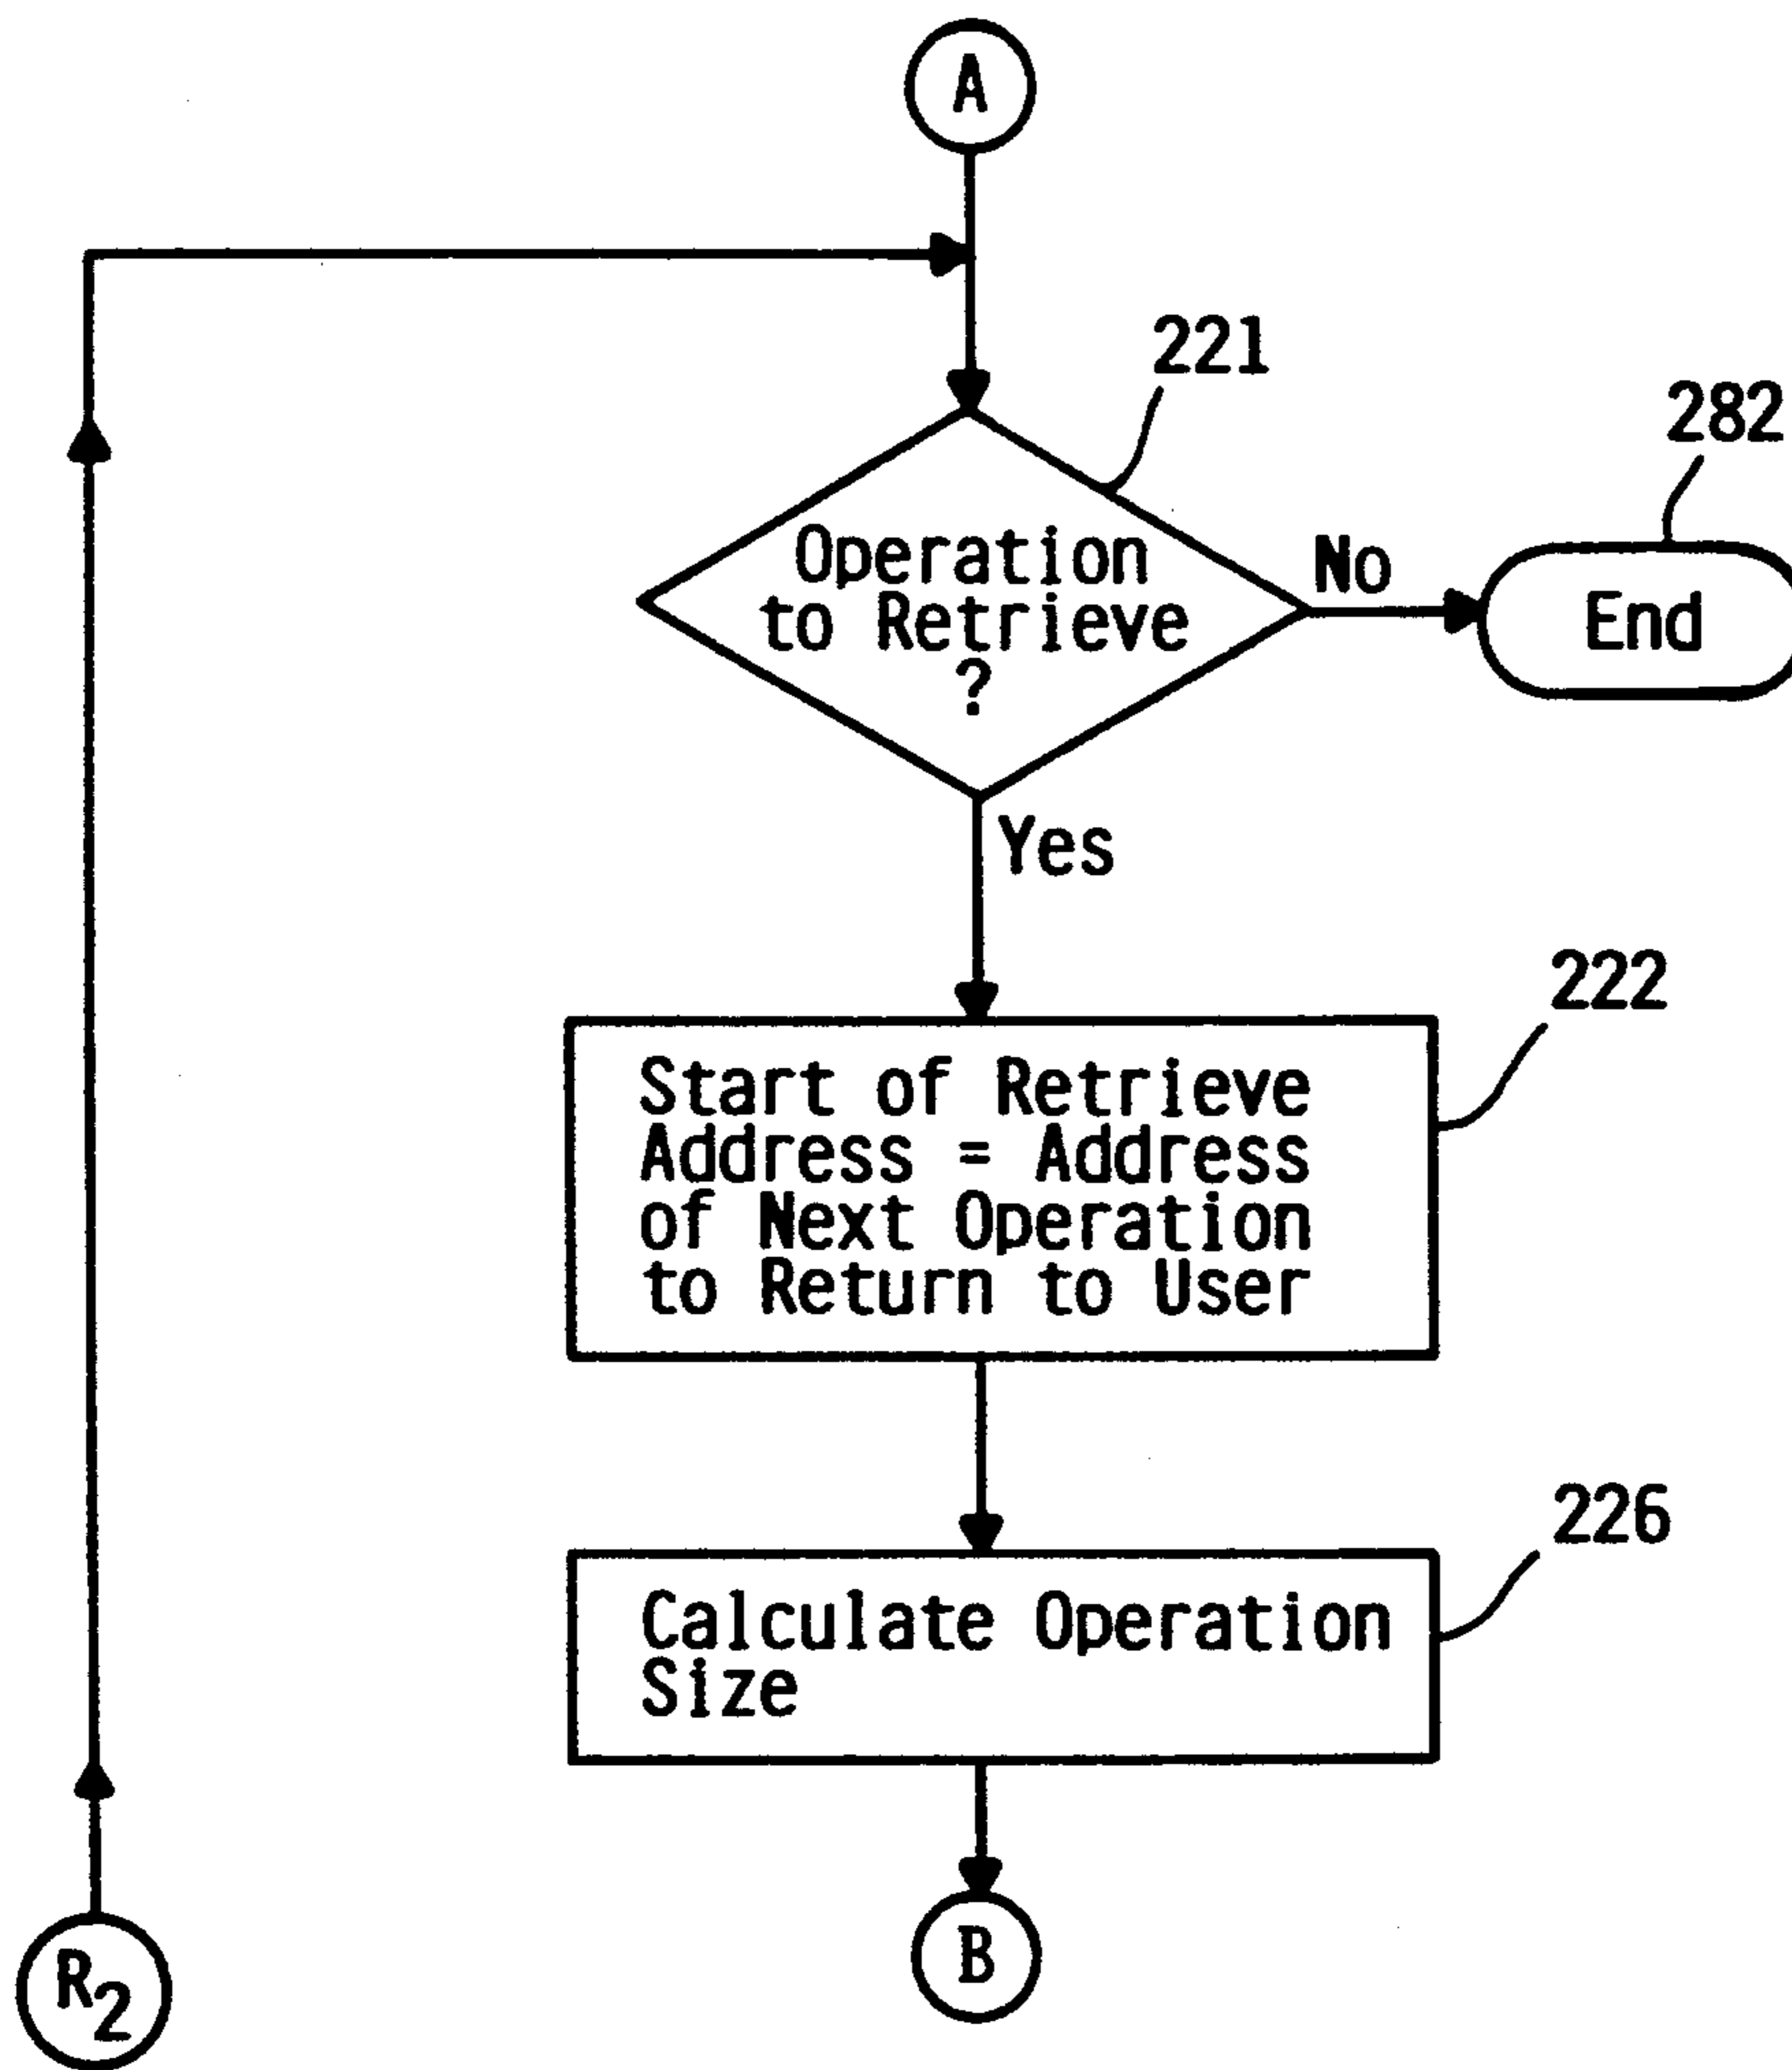 A
221
282
Operation
to Retrieve
?
No
End
Yes
222
Start of Retrieve
Address = Address
of Next Operation
to Return to User
226
Calculate Operation
Size
B
R2